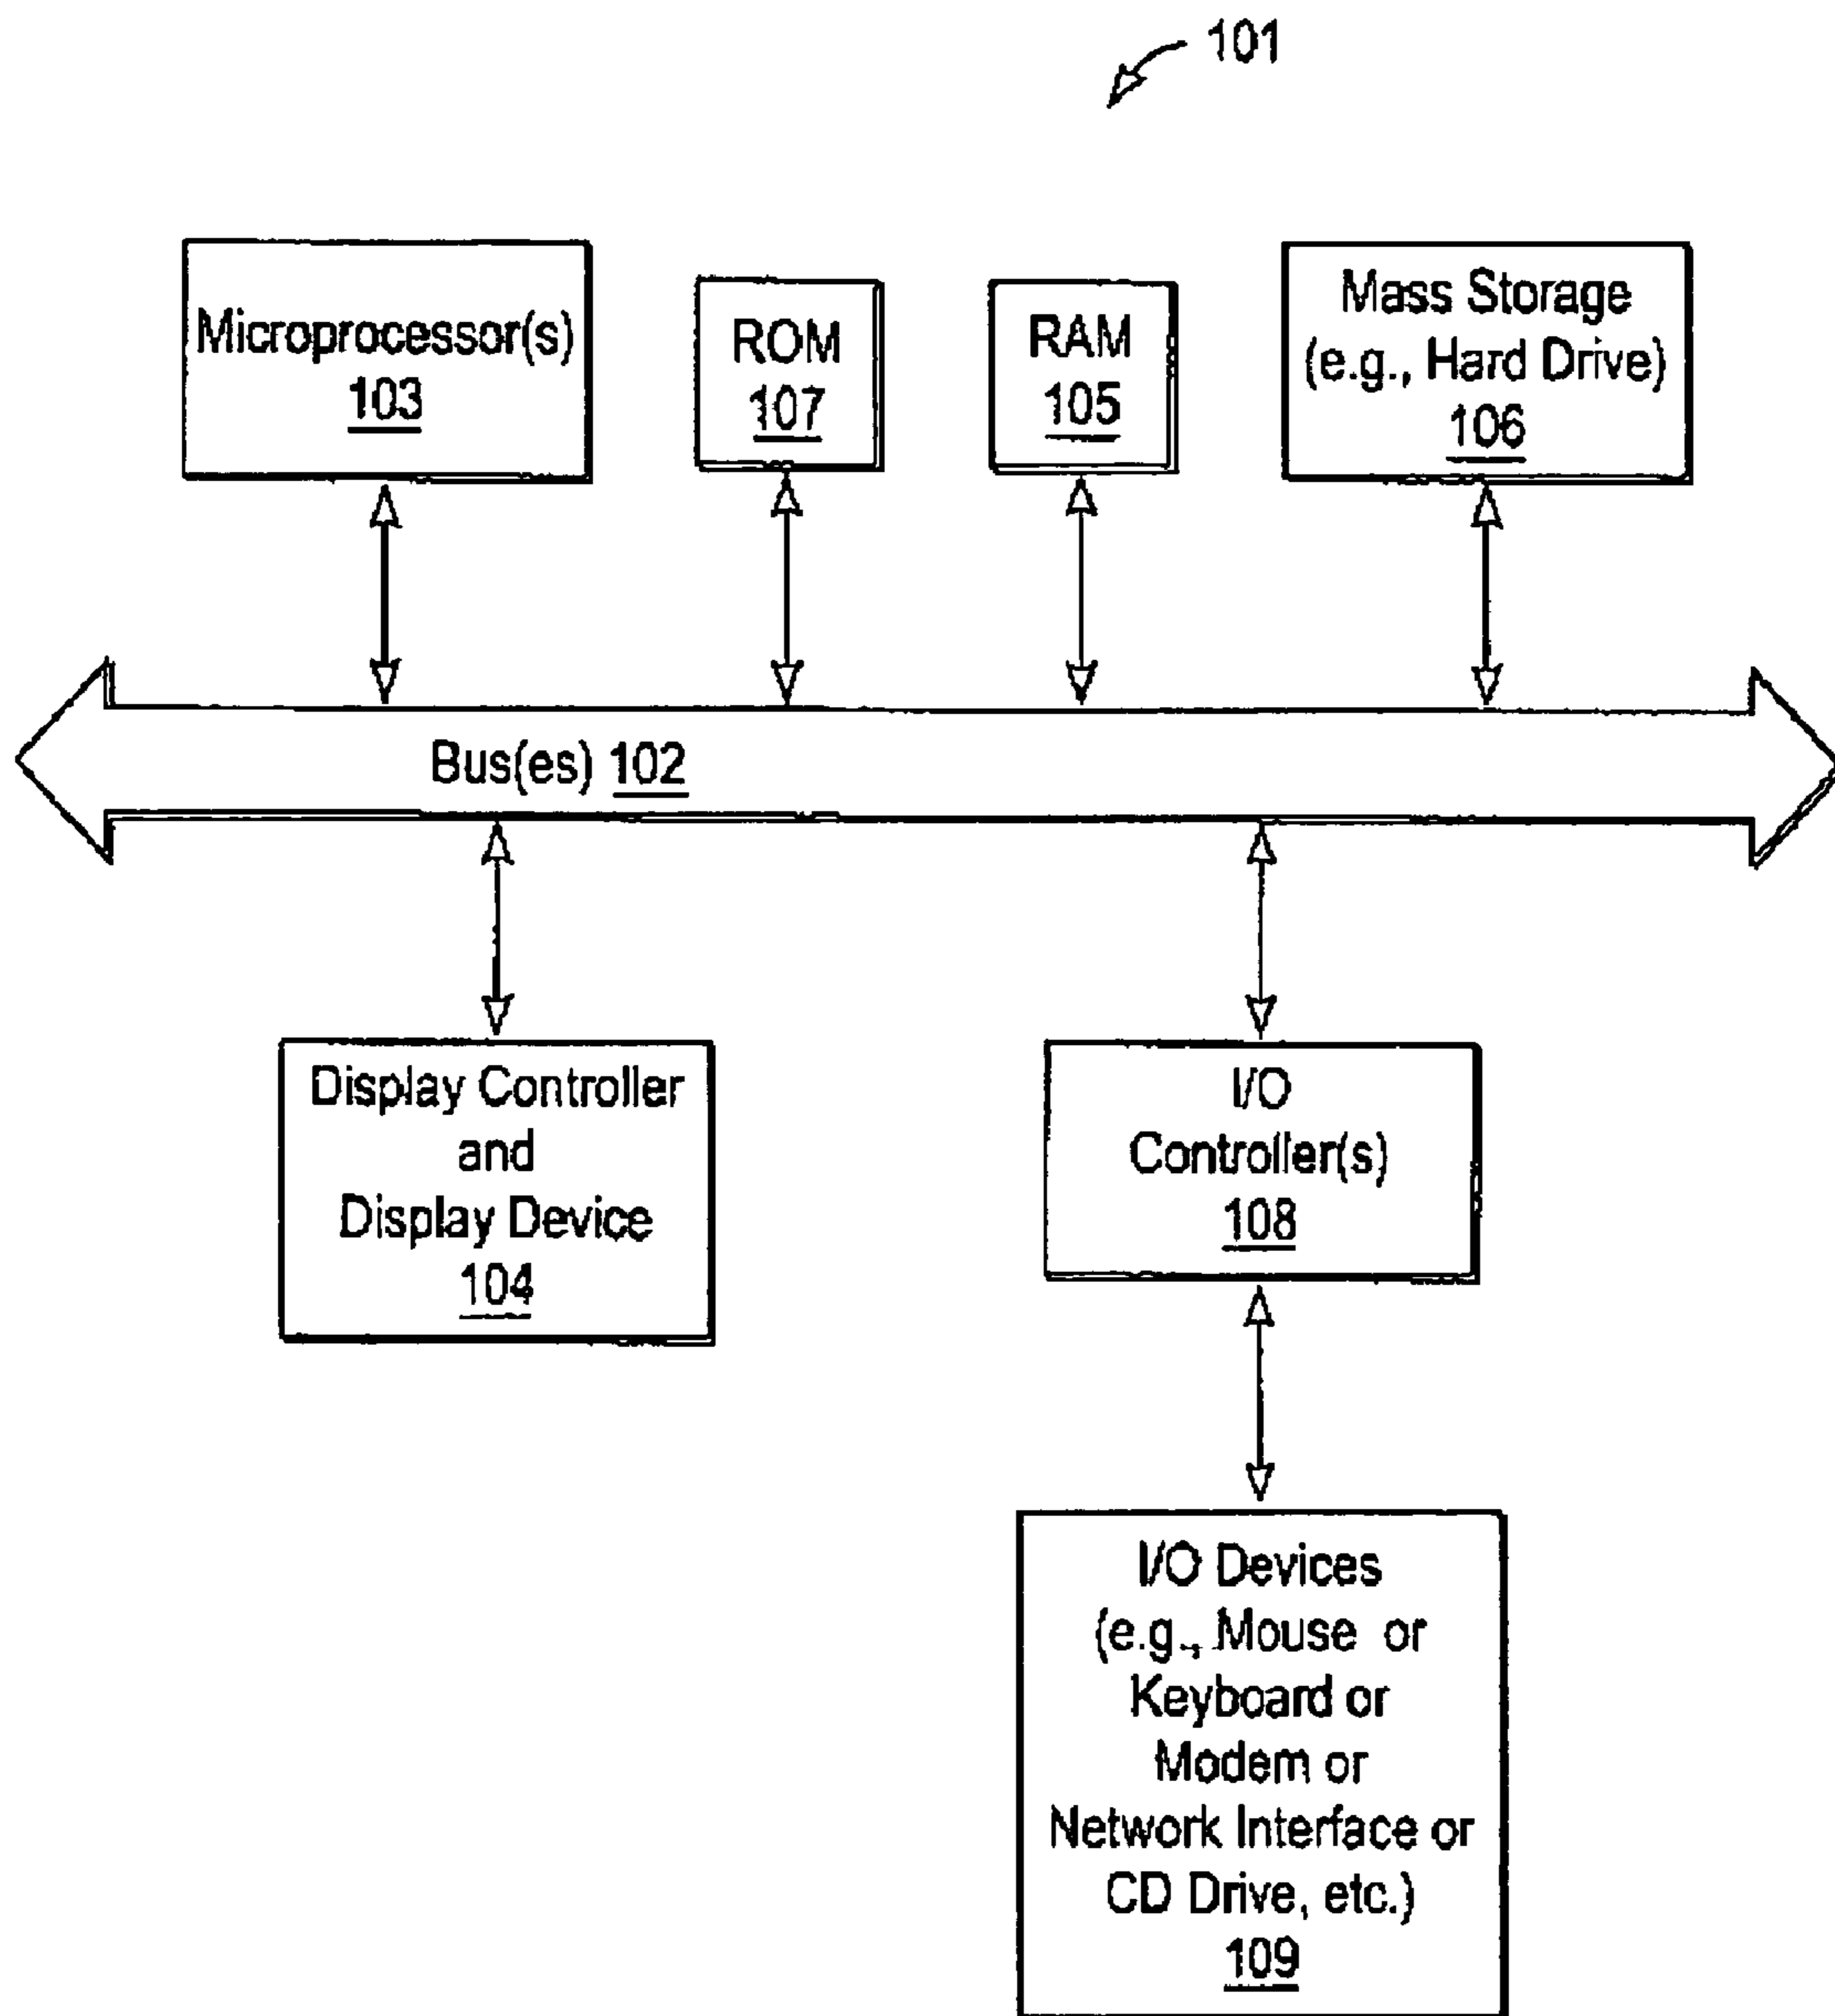 101
Microprocessor(s)
103
ROM
107
RAM
105
Mass Storage
(e.g., Hard Drive)
106
Bus(es) 102
Display Controller
and
Display Device
104
I/O
Controller(s)
108
I/O Devices
(e.g., Mouse or
Keyboard or
Modem or
Network Interface or
CD Drive, etc.)
109